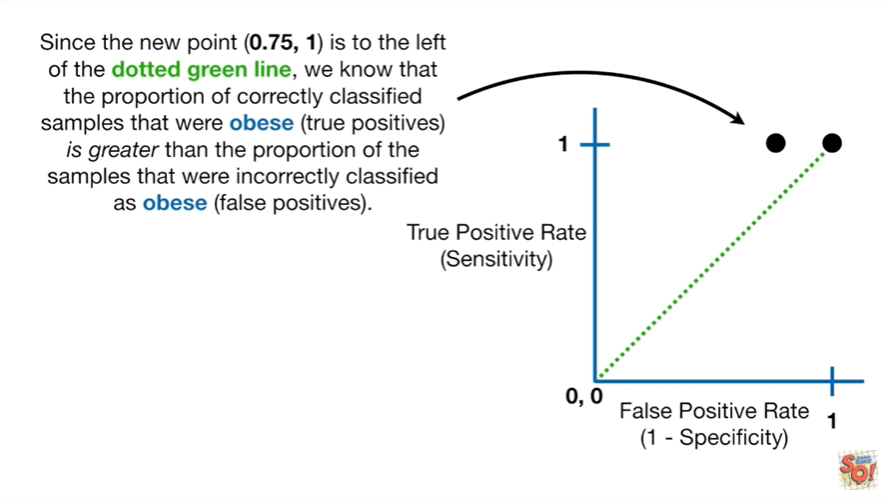 Since the new point (0.75, 1) is to the left
of the dotted green line, we know that
the proportion of correctly classified
samples that were obese (true positives)
is greater than the proportion of the
samples that were incorrectly classified
as obese (false positives).
1
True Positive Rate
(Sensitivity)
0, 0
False Positive Rate
(1 - Specificity)
1
SQ!